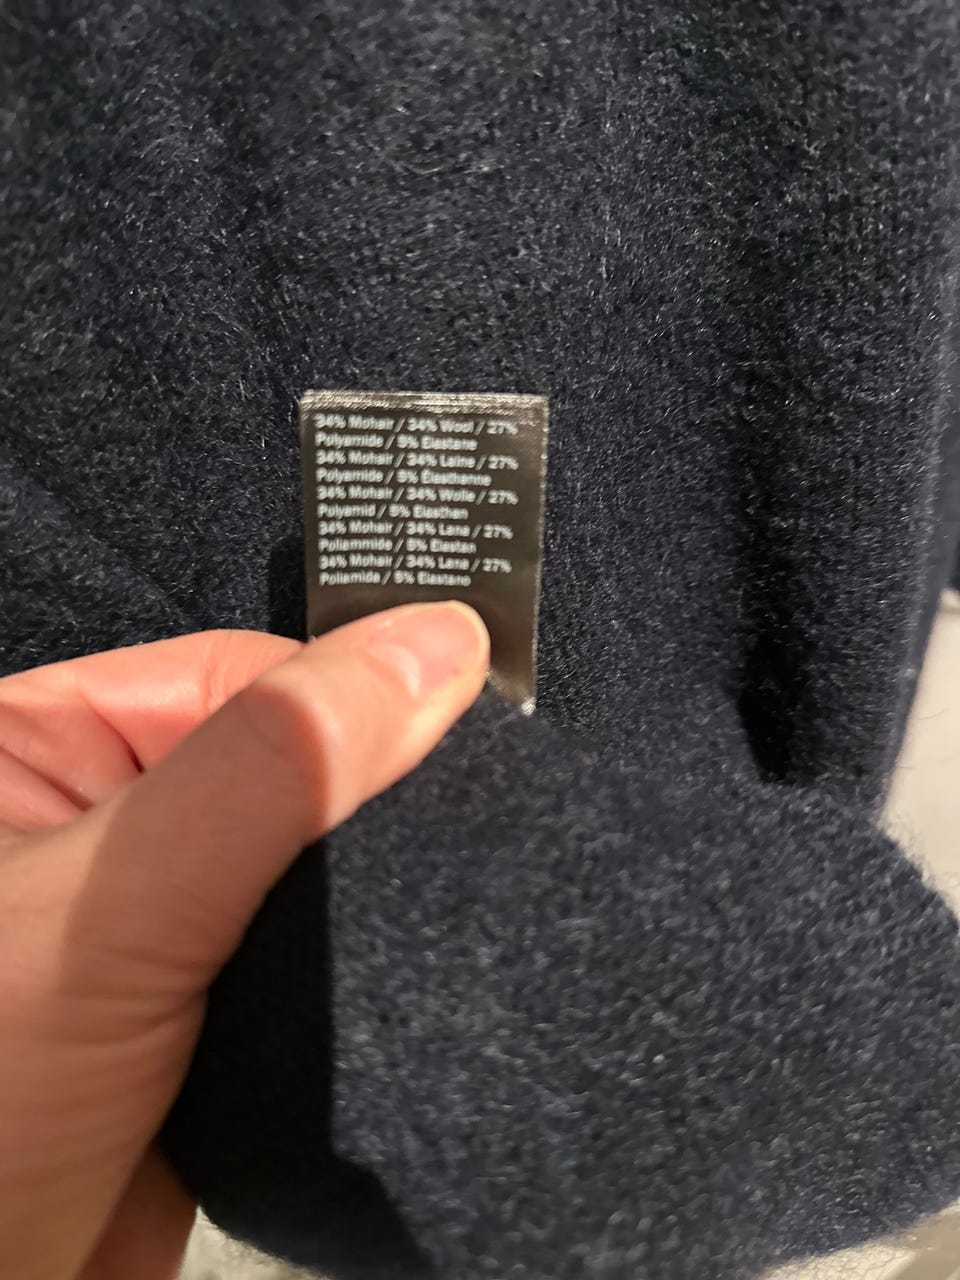 34% Mohair / 34% Wool / 27%
Polyamide / 5% Elastane
34% Mohair / 34% Laine / 27%
Polyamide / 5% Elasthanne
34% Mohair / 34% Wolle / 27%
Polyamid / 5% Elasthan
34% Mohair / 34% Lana / 27%
Poliammide / 5% Elastan
34% Mohair / 34% Lana / 27%
Poliamida / 5% Elastano